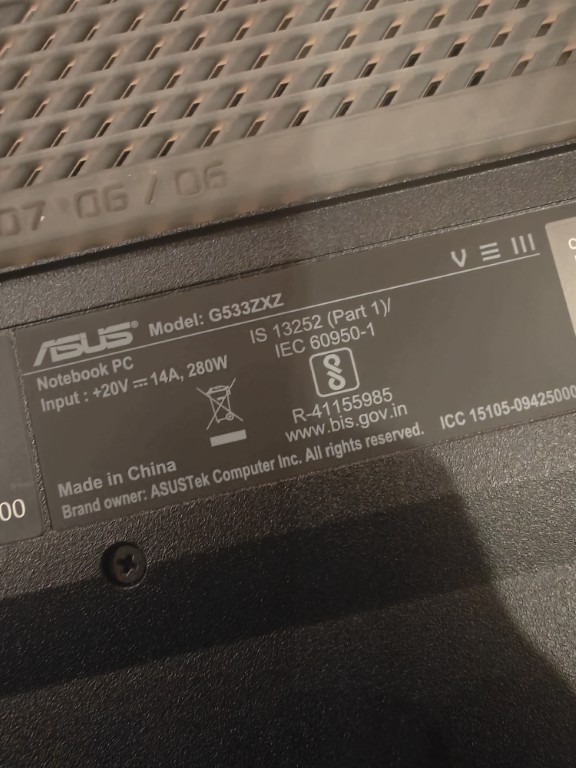 07 '06 / 06
ASUS® Model: G533ZXZ
Notebook PC
Input : +20V ⎓ 14A, 280W
IS 13252 (Part 1)/
IEC 60950-1
R-41155985
www.bis.gov.in
Made in China
Brand owner: ASUSTek Computer Inc. All rights reserved.
ICC 15105-09425000
00